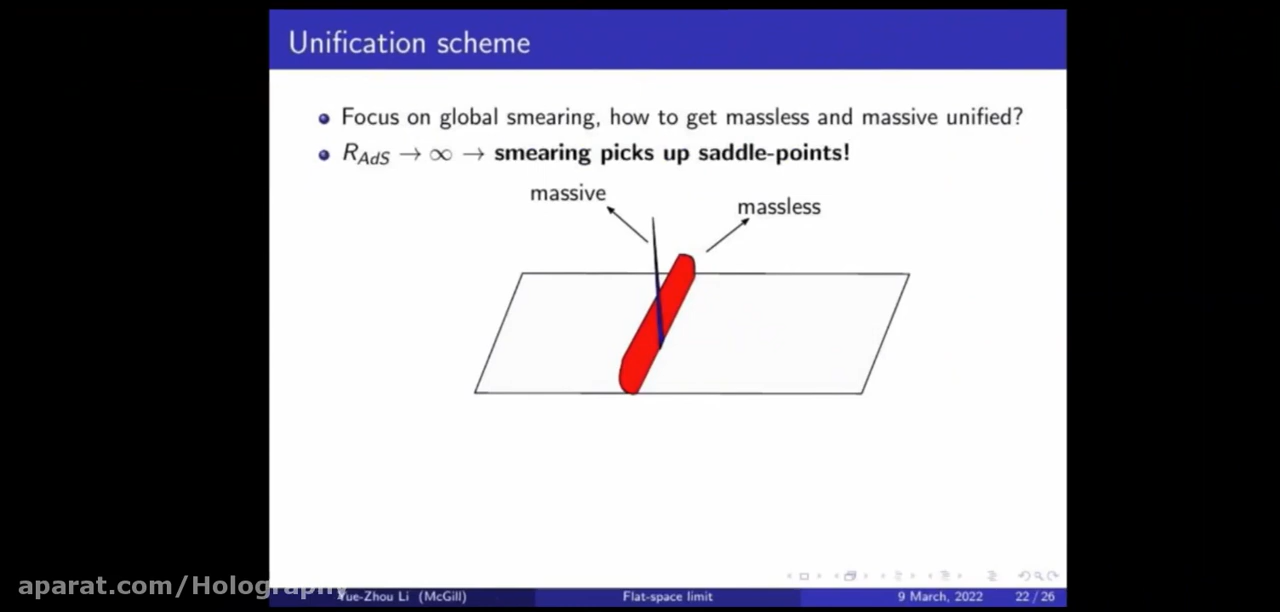 Unification scheme
Focus on global smearing, how to get massless and massive unified?
R_AdS → ∞ → smearing picks up saddle-points!
massive
massless
aparat.com/Holography
Yue-Zhou Li (McGill) Flat-space limit 9 March, 2022 22 / 26